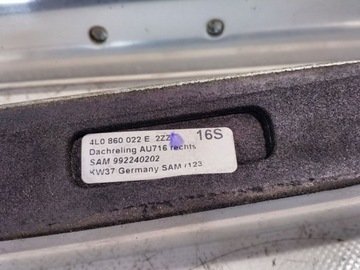 4L0 860 022 E 2ZZ 16S
Dachreling AU716 rechts
SAM 992240202
KW37 Germany SAM /123